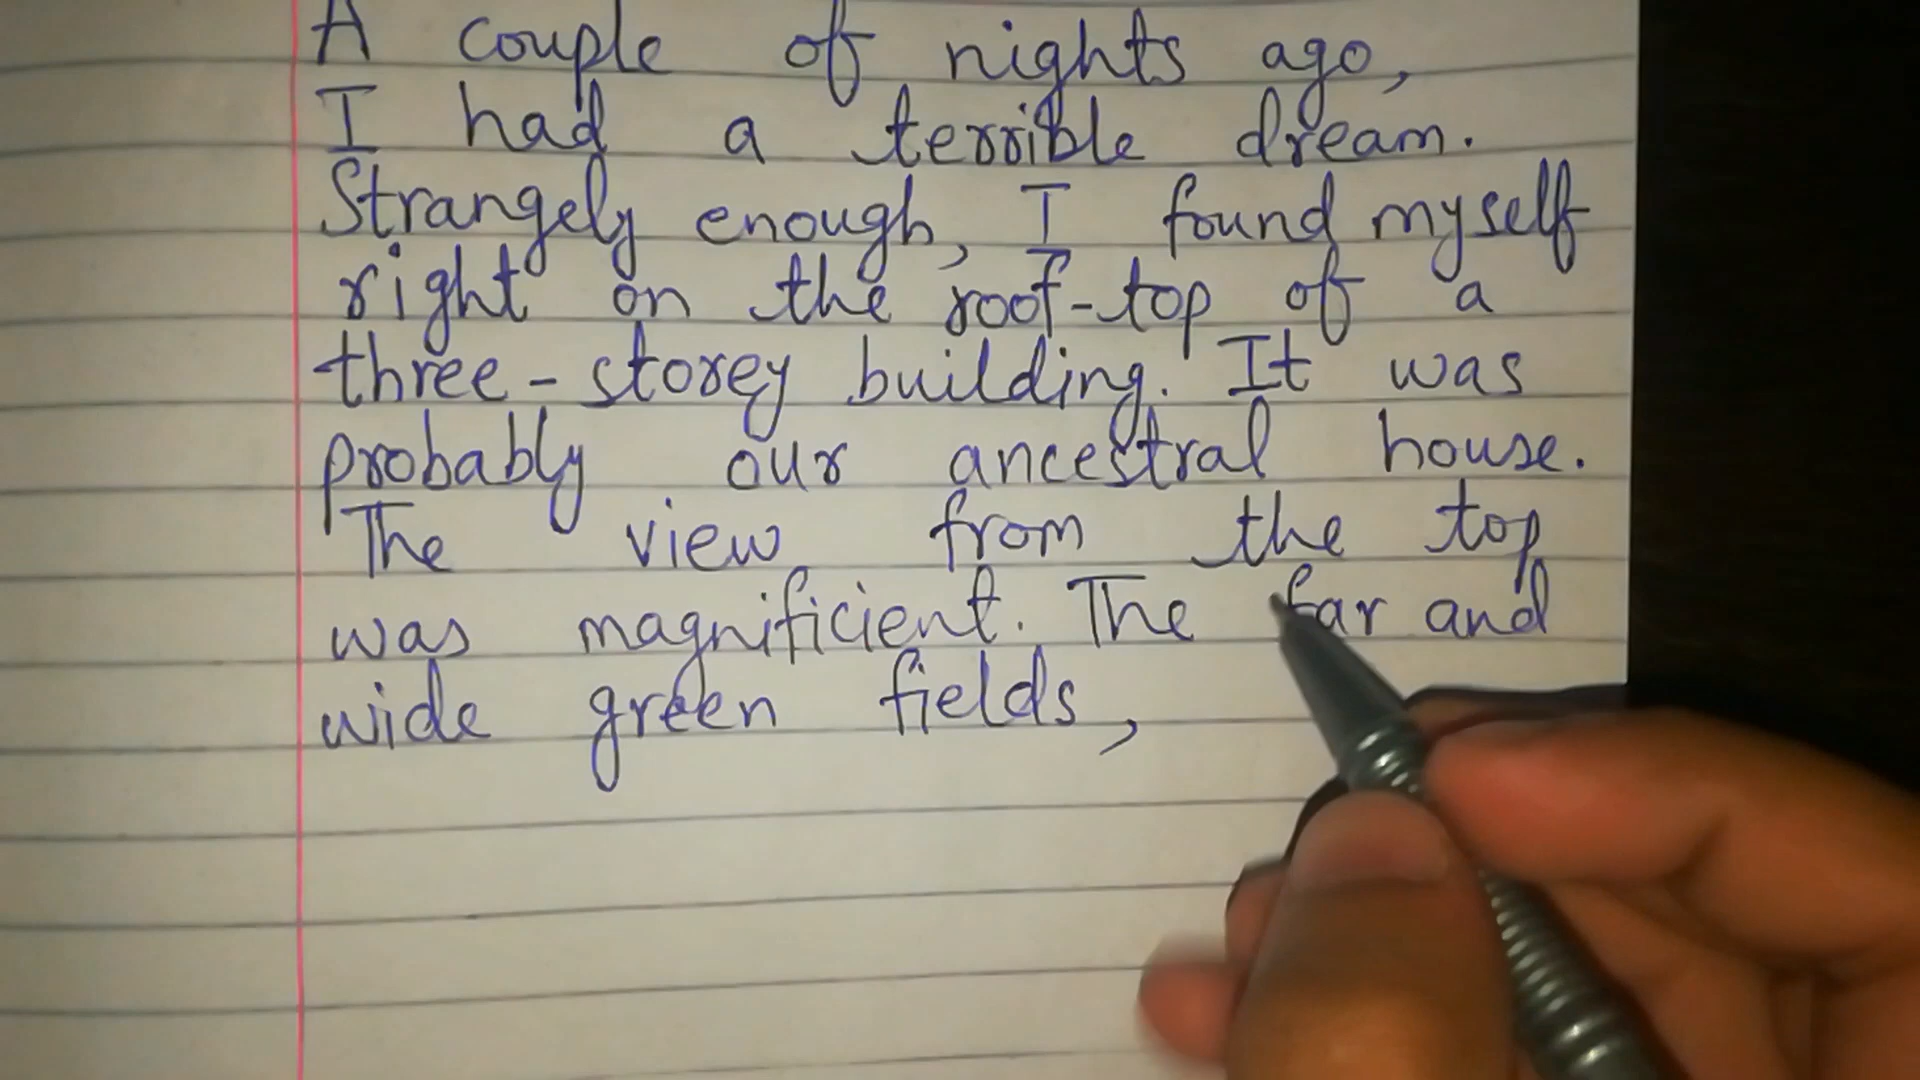 A couple of nights ago,
I had a terrible dream.
Strangely enough, I found myself
right on the roof-top of a
three-storey building. It was
probably our ancestral house.
The view from the top
was magnificient. The far and
wide green fields,